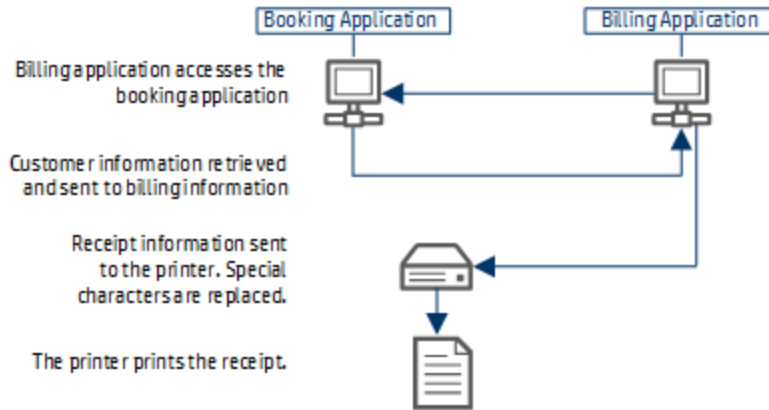 Booking Application
Billing Application
Billing application accesses the
booking application
Customer information retrieved
and sent to billing information
Receipt information sent
to the printer. Special
characters are replaced.
The printer prints the receipt.